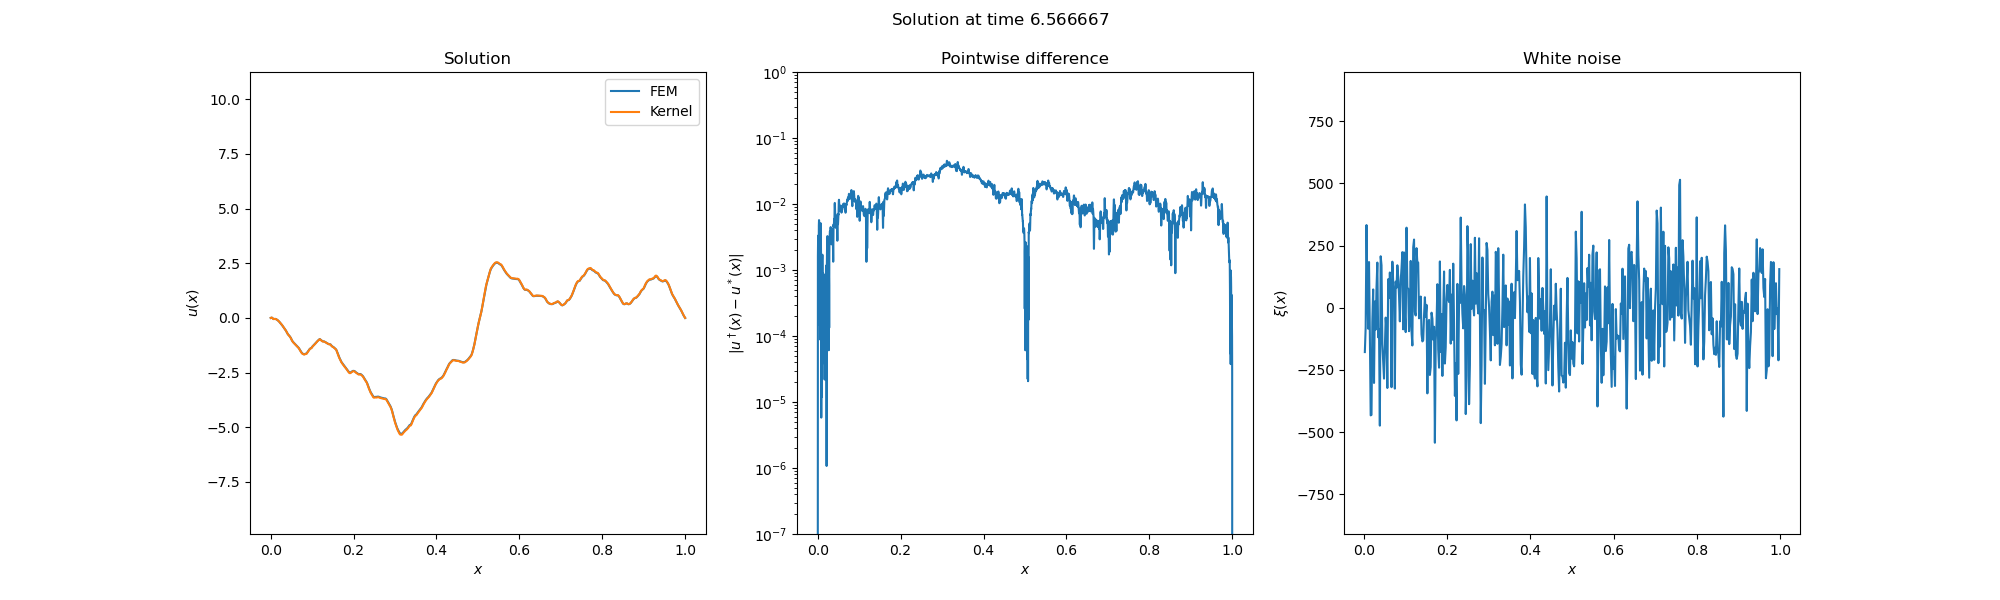 Solution at time 6.566667
Solution
10.0
7.5
5.0
2.5
0.0
−2.5
−5.0
−7.5
u(x)
0.0 0.2 0.4 0.6 0.8 1.0
x
FEM
Kernel
Pointwise difference
10⁰
10⁻¹
10⁻²
10⁻³
10⁻⁴
10⁻⁵
10⁻⁶
10⁻⁷
|u†(x) − u*(x)|
0.0 0.2 0.4 0.6 0.8 1.0
x
White noise
750
500
250
0
−250
−500
−750
ξ(x)
0.0 0.2 0.4 0.6 0.8 1.0
x